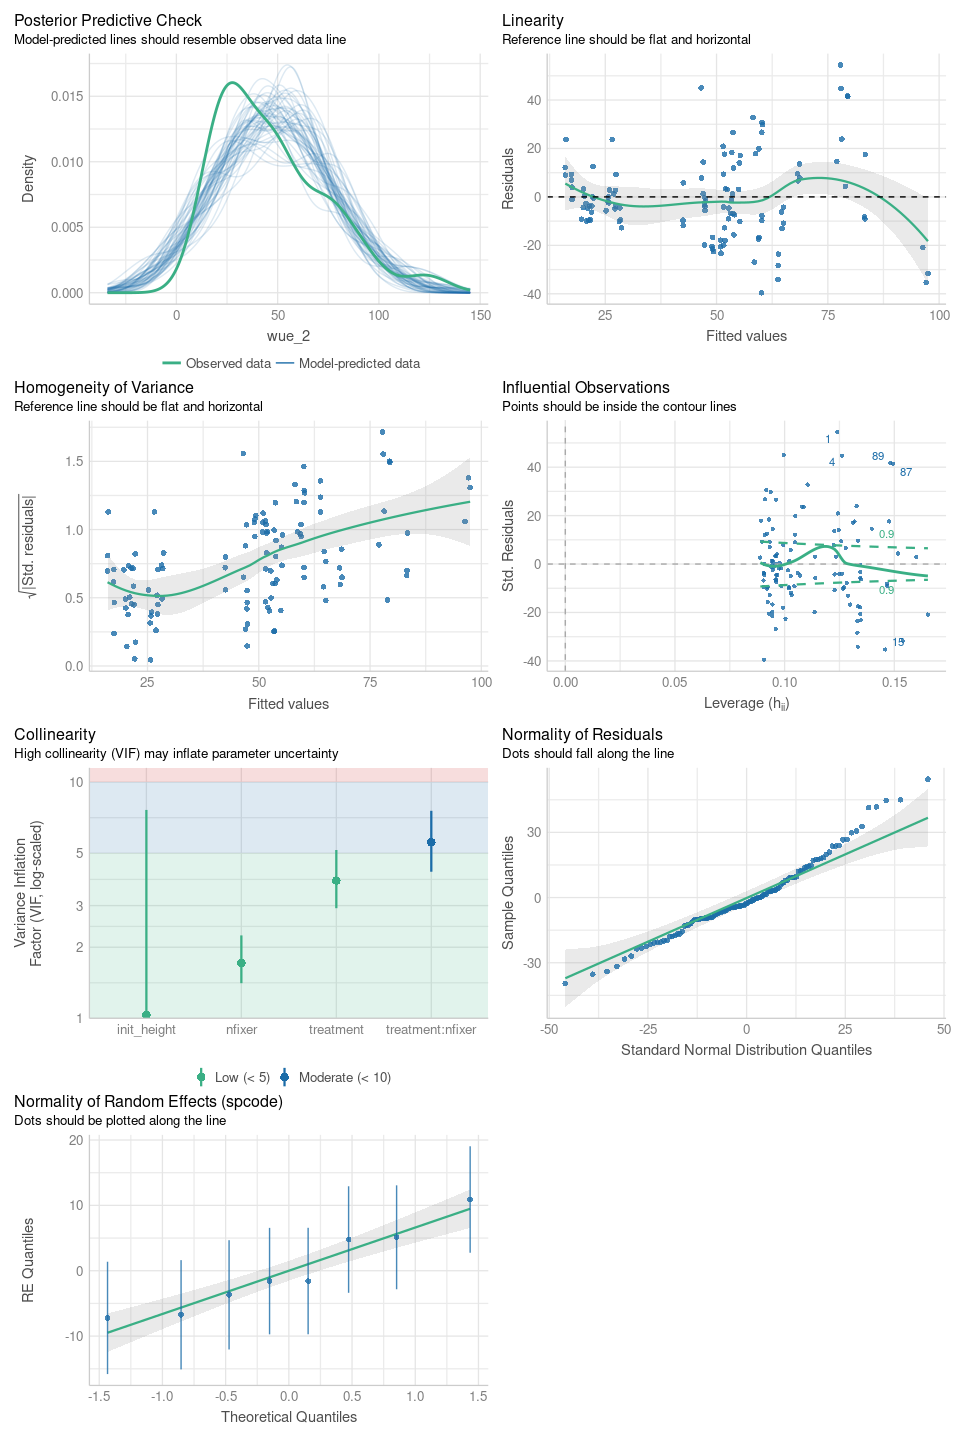 Posterior Predictive Check
Model-predicted lines should resemble observed data line
0.015
0.010
0.005
0.000
Density
0
50
100
150
wue_2
Observed data
Model-predicted data
Linearity
Reference line should be flat and horizontal
40
20
0
-20
-40
Residuals
25
50
75
100
Fitted values
Homogeneity of Variance
Reference line should be flat and horizontal
1.5
1.0
0.5
0.0
√|Std. residuals|
25
50
75
100
Fitted values
Influential Observations
Points should be inside the contour lines
40
20
0
-20
-40
Std. Residuals
1
4
89
87
0.9
0.9
15
0.00
0.05
0.10
0.15
Leverage (hii)
Collinearity
High collinearity (VIF) may inflate parameter uncertainty
10
5
3
2
1
Variance Inflation
Factor (VIF, log-scaled)
init_height
nfixer
treatment
treatment:nfixer
Low (< 5)
Moderate (< 10)
Normality of Residuals
Dots should fall along the line
30
0
-30
Sample Quantiles
-50
-25
0
25
50
Standard Normal Distribution Quantiles
Normality of Random Effects (spcode)
Dots should be plotted along the line
20
10
0
-10
RE Quantiles
-1.5
-1.0
-0.5
0.0
0.5
1.0
1.5
Theoretical Quantiles